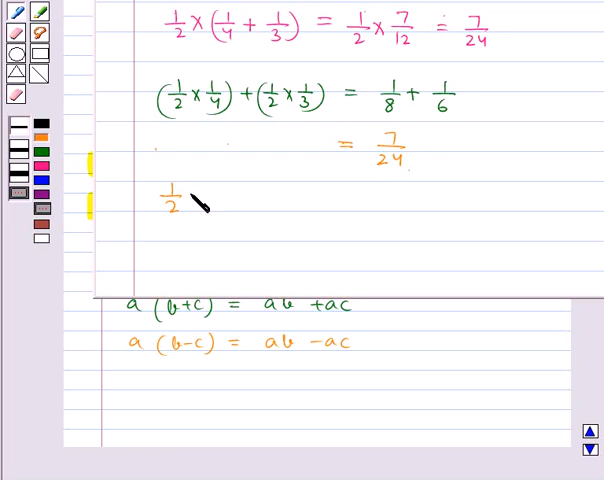 1/2 × (1/4 + 1/3) = 1/2 × 7/12 = 7/24
(1/2 × 1/4) + (1/2 × 1/3) = 1/8 + 1/6
= 7/24
1/2
a (b+c) = ab + ac
a (b-c) = ab - ac